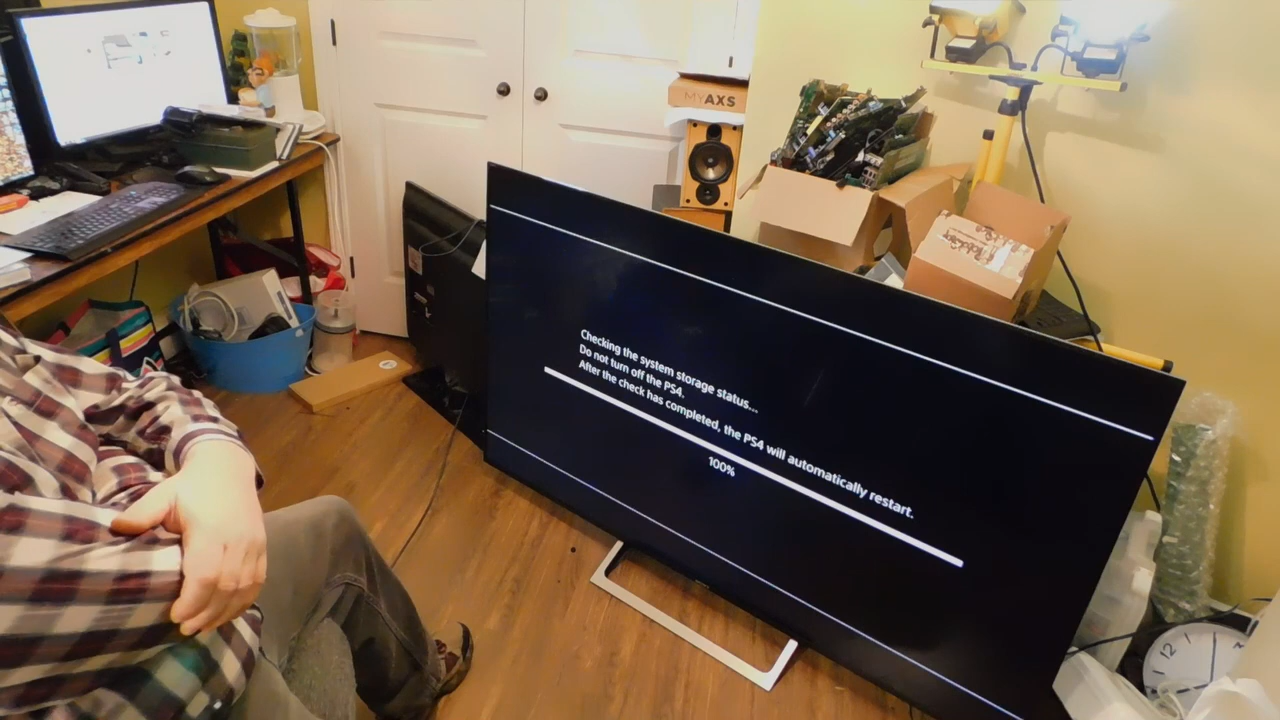 MYAXS
Checking the system storage status...
Do not turn off the PS4.
After the check has completed, the PS4 will automatically restart.
100%
12